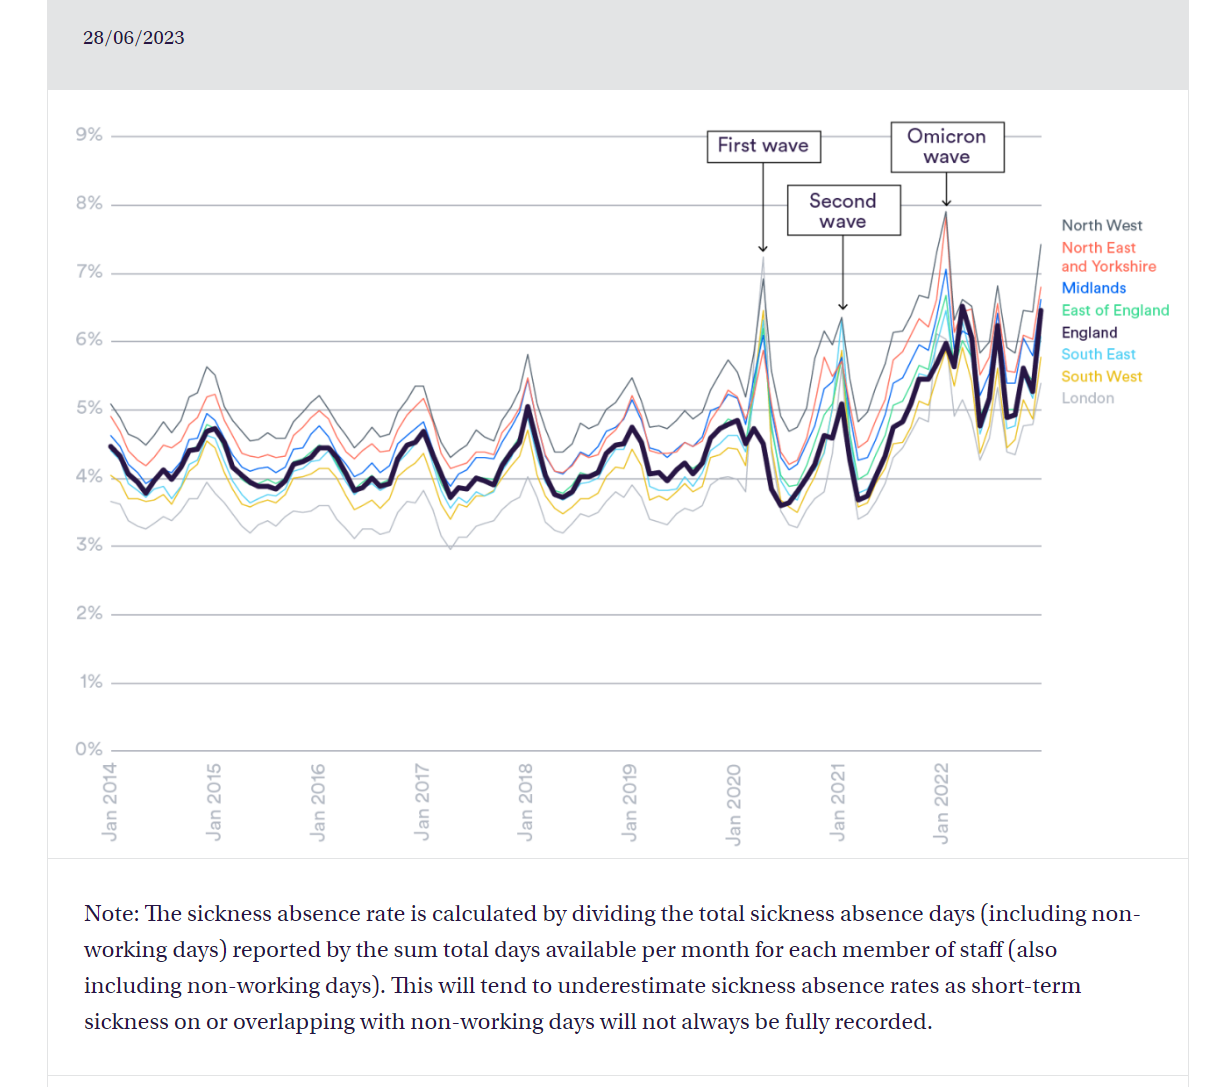 28/06/2023
9%
8%
7%
6%
5%
4%
3%
2%
1%
0%
First wave
Second
wave
Omicron
wave
North West
North East
and Yorkshire
Midlands
East of England
England
South East
South West
London
Jan 2014
Jan 2015
Jan 2016
Jan 2017
Jan 2018
Jan 2019
Jan 2020
Jan 2021
Jan 2022
Note: The sickness absence rate is calculated by dividing the total sickness absence days (including non-
working days) reported by the sum total days available per month for each member of staff (also
including non-working days). This will tend to underestimate sickness absence rates as short-term
sickness on or overlapping with non-working days will not always be fully recorded.